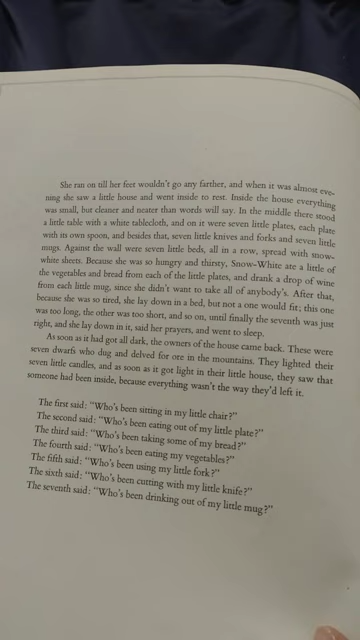 She ran on till her feet wouldn't go any farther, and when it was almost eve-
ning she saw a little house and went inside to rest. Inside the house everything
was small, but cleaner and neater than words will say. In the middle there stood
a little table with a white tablecloth, and on it were seven little plates, each plate
with its own spoon, and besides that, seven little knives and forks and seven little
mugs. Against the wall were seven little beds, all in a row, spread with snow-
white sheets. Because she was so hungry and thirsty, Snow-White ate a little of
the vegetables and bread from each of the little plates, and drank a drop of wine
from each little mug, since she didn't want to take all of anybody's. After that,
because she was so tired, she lay down in a bed, but not a one would fit; this one
was too long, the other was too short, and so on, until finally the seventh was just
right, and she lay down in it, said her prayers, and went to sleep.
As soon as it had got all dark, the owners of the house came back. These were
seven dwarfs who dug and delved for ore in the mountains. They lighted their
seven little candles, and as soon as it got light in their little house, they saw that
someone had been inside, because everything wasn't the way they'd left it.
The first said: "Who's been sitting in my little chair?"
The second said: "Who's been eating out of my little plate?"
The third said: "Who's been taking some of my bread?"
The fourth said: "Who's been eating my vegetables?"
The fifth said: "Who's been using my little fork?"
The sixth said: "Who's been cutting with my little knife?"
The seventh said: "Who's been drinking out of my little mug?"